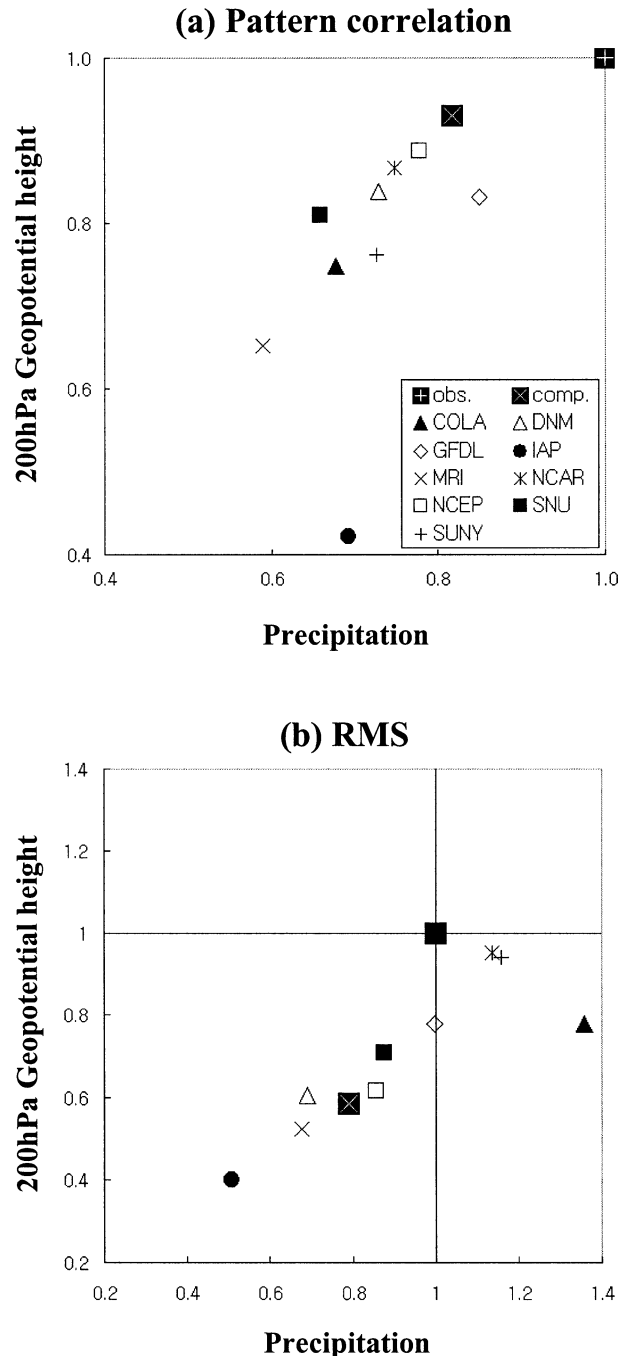 (a) Pattern correlation
1.0
0.8
0.6
0.4
200hPa Geopotential height
obs. comp.
COLA DNM
GFDL IAP
MRI NCAR
NCEP SNU
SUNY
0.4 0.6 0.8 1.0
Precipitation
(b) RMS
1.4
1.2
1
0.8
0.6
0.4
0.2
200hPa Geopotential height
0.2 0.4 0.6 0.8 1 1.2 1.4
Precipitation